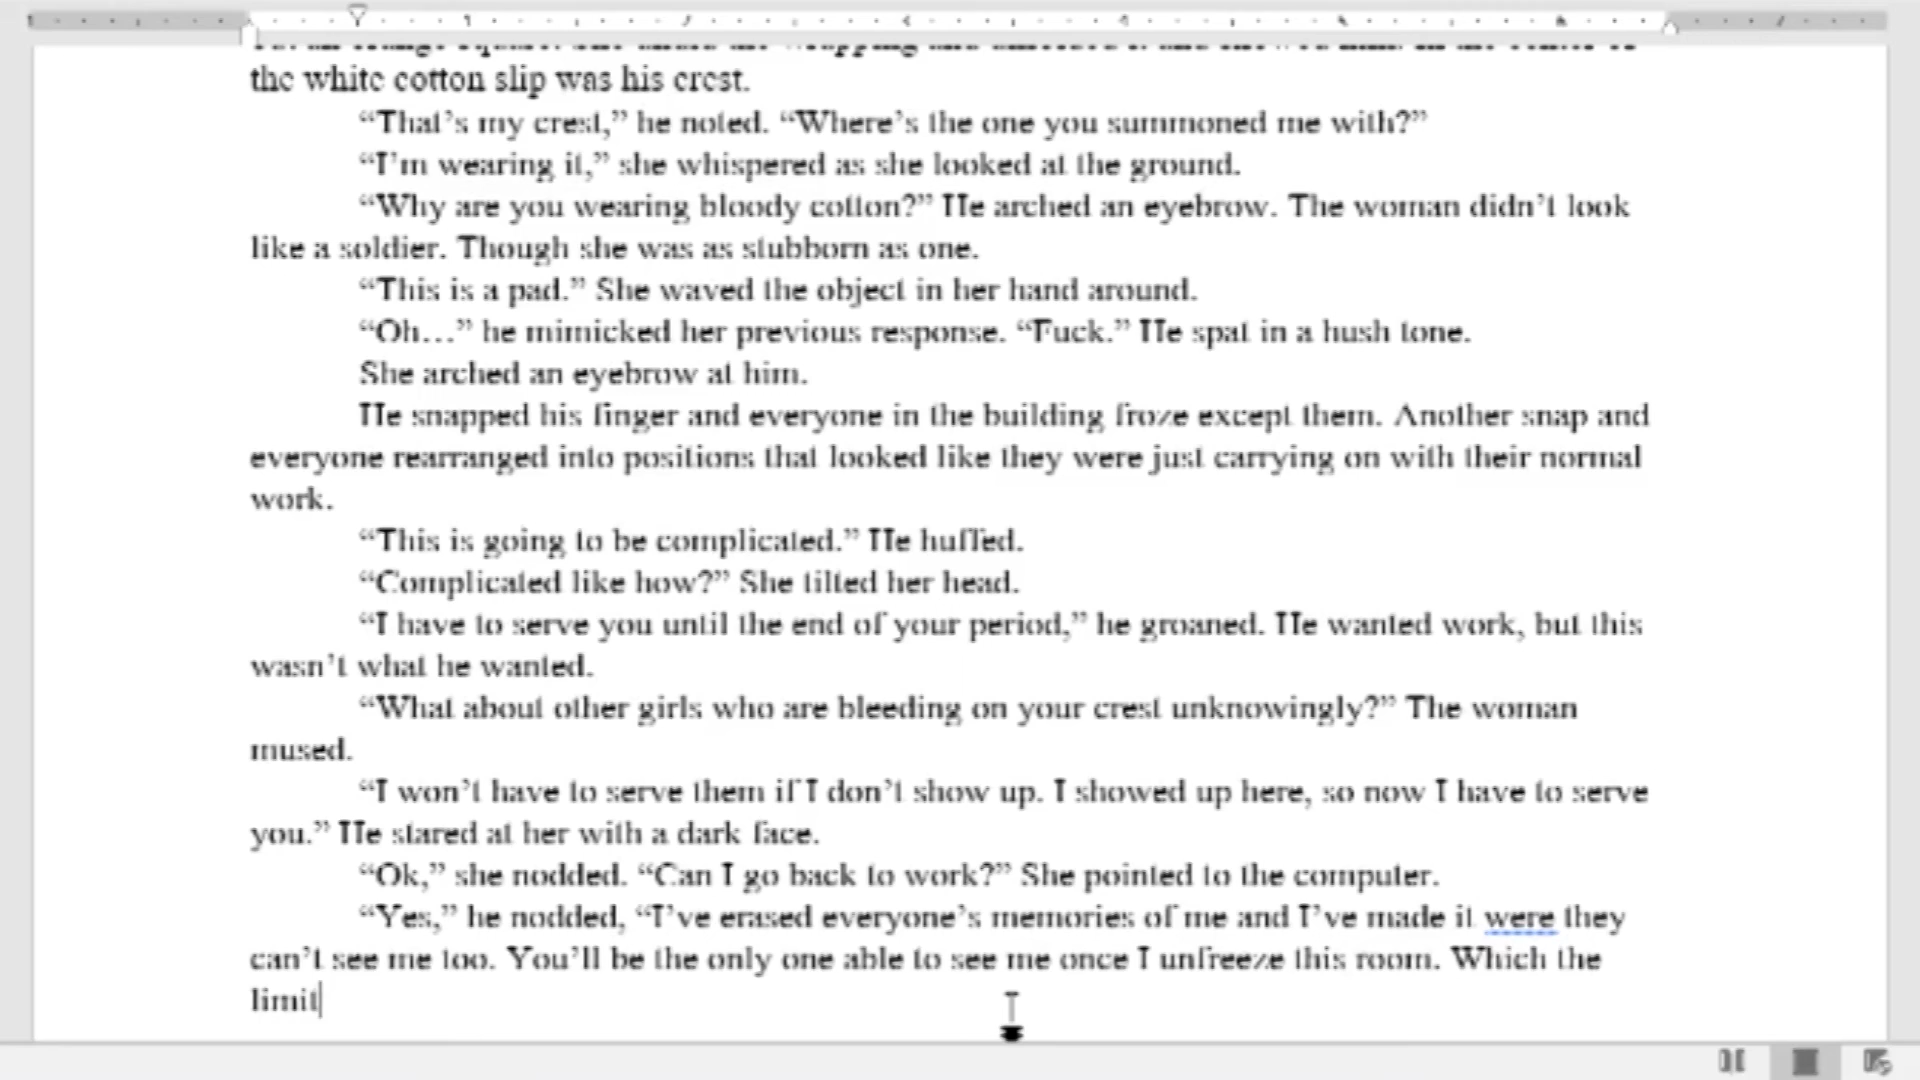 the white cotton slip was his crest.
“That’s my crest,” he noted. “Where’s the one you summoned me with?”
“I’m wearing it,” she whispered as she looked at the ground.
“Why are you wearing bloody cotton?” He arched an eyebrow. The woman didn’t look
like a soldier. Though she was as stubborn as one.
“This is a pad.” She waved the object in her hand around.
“Oh…” he mimicked her previous response. “Fuck.” He spat in a hush tone.
She arched an eyebrow at him.
He snapped his finger and everyone in the building froze except them. Another snap and
everyone rearranged into positions that looked like they were just carrying on with their normal
work.
“This is going to be complicated.” He huffed.
“Complicated like how?” She tilted her head.
“I have to serve you until the end of your period,” he groaned. He wanted work, but this
wasn’t what he wanted.
“What about other girls who are bleeding on your crest unknowingly?” The woman
mused.
“I won’t have to serve them if I don’t show up. I showed up here, so now I have to serve
you.” He stared at her with a dark face.
“Ok,” she nodded. “Can I go back to work?” She pointed to the computer.
“Yes,” he nodded, “I’ve erased everyone’s memories of me and I’ve made it were they
can’t see me too. You’ll be the only one able to see me once I unfreeze this room. Which the
limit